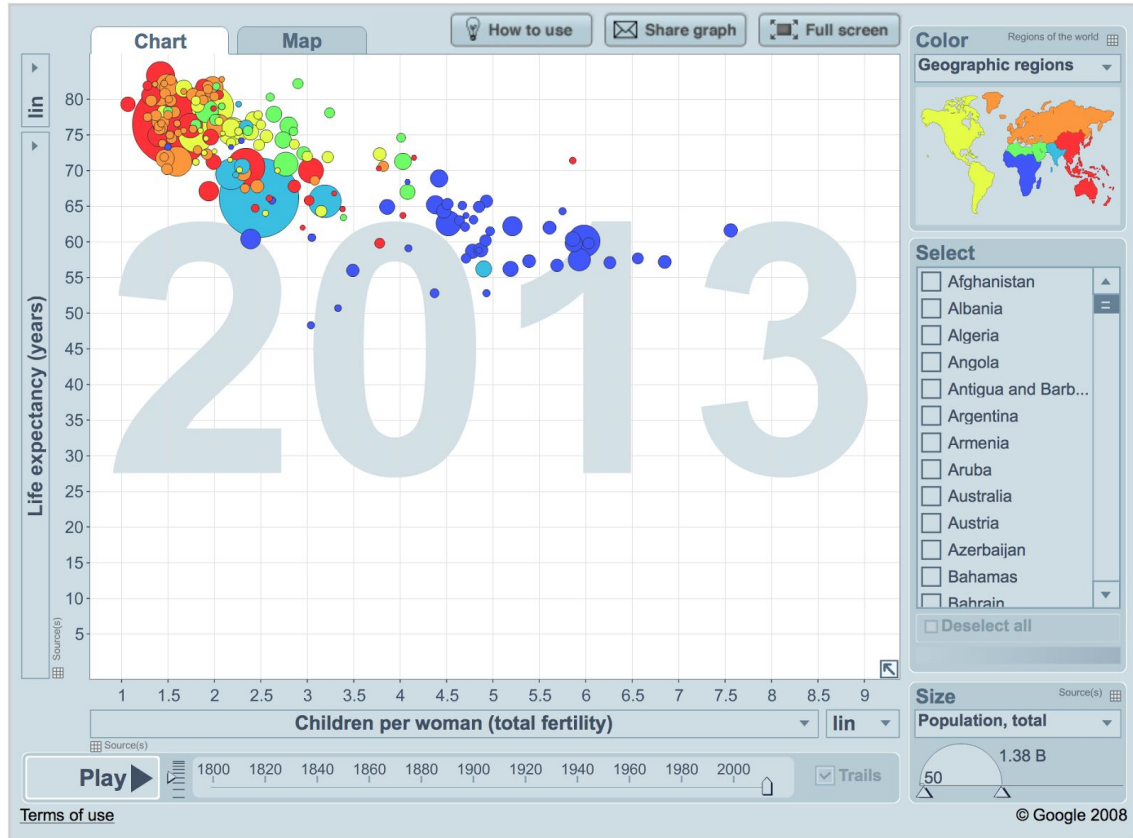 Chart
Map
How to use
Share graph
Full screen
Color
Regions of the world
Geographic regions
lin
Life expectancy (years)
Source(s)
80
75
70
65
60
55
50
45
40
35
30
25
20
15
10
5
2013
1 1.5 2 2.5 3 3.5 4 4.5 5 5.5 6 6.5 7 7.5 8 8.5 9
Children per woman (total fertility)
lin
Source(s)
Select
Afghanistan
Albania
Algeria
Angola
Antigua and Barb...
Argentina
Armenia
Aruba
Australia
Austria
Azerbaijan
Bahamas
Bahrain
Deselect all
Size
Source(s)
Population, total
1.38 B
50
Play
1800 1820 1840 1860 1880 1900 1920 1940 1960 1980 2000
Trails
Terms of use
© Google 2008